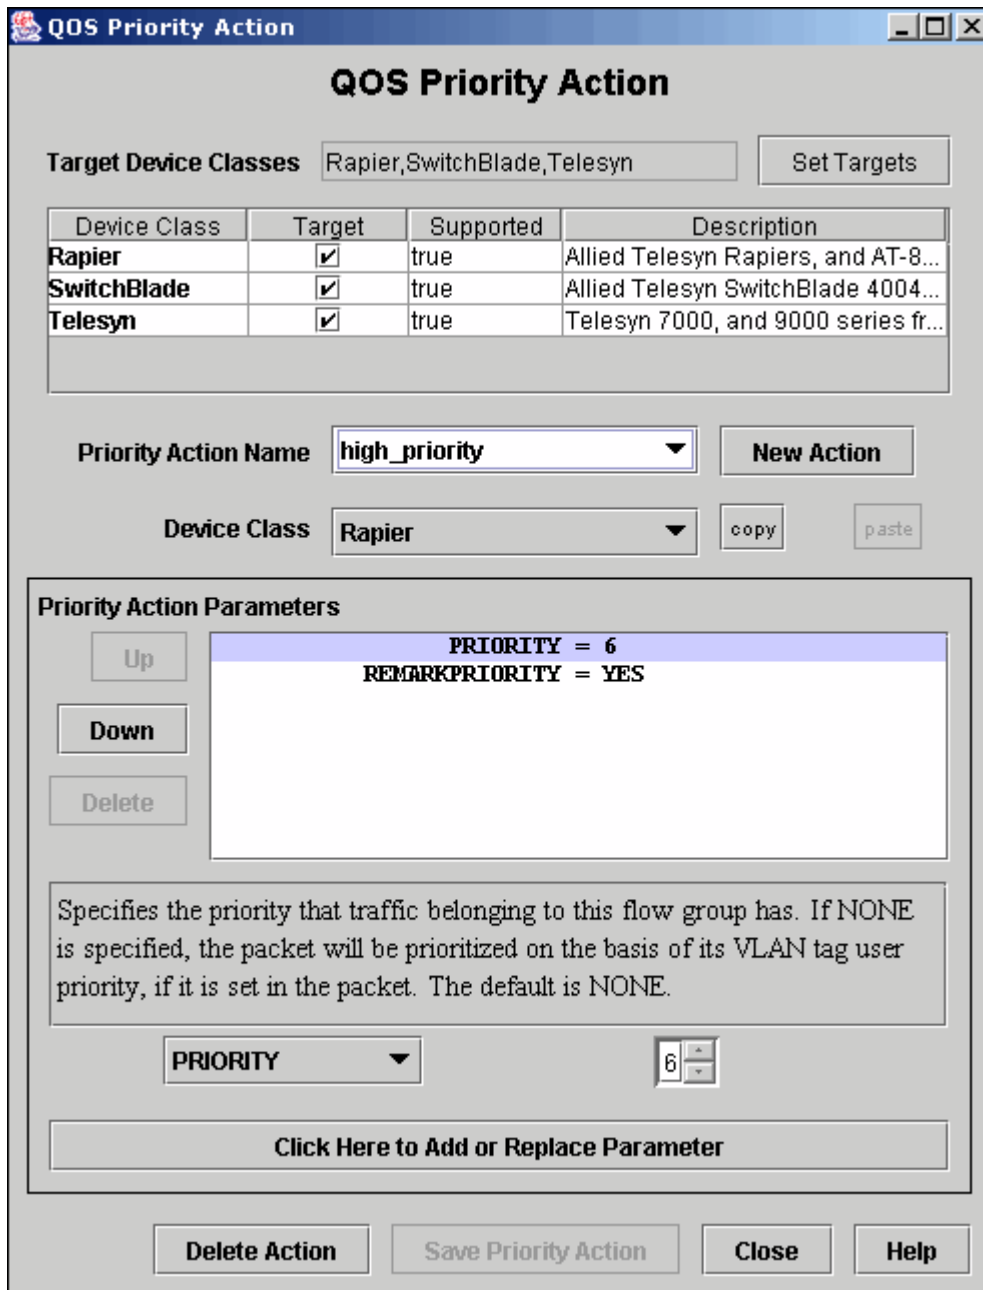 QOS Priority Action
QOS Priority Action
Target Device Classes Rapier,SwitchBlade,Telesyn Set Targets
Device Class Target Supported Description
Rapier true Allied Telesyn Rapiers, and AT-8...
SwitchBlade true Allied Telesyn SwitchBlade 4004...
Telesyn true Telesyn 7000, and 9000 series fr...
Priority Action Name high_priority New Action
Device Class Rapier copy paste
Priority Action Parameters
Up
Down
Delete
PRIORITY = 6
REMARKPRIORITY = YES
Specifies the priority that traffic belonging to this flow group has. If NONE
is specified, the packet will be prioritized on the basis of its VLAN tag user
priority, if it is set in the packet. The default is NONE.
PRIORITY 6
Click Here to Add or Replace Parameter
Delete Action Save Priority Action Close Help